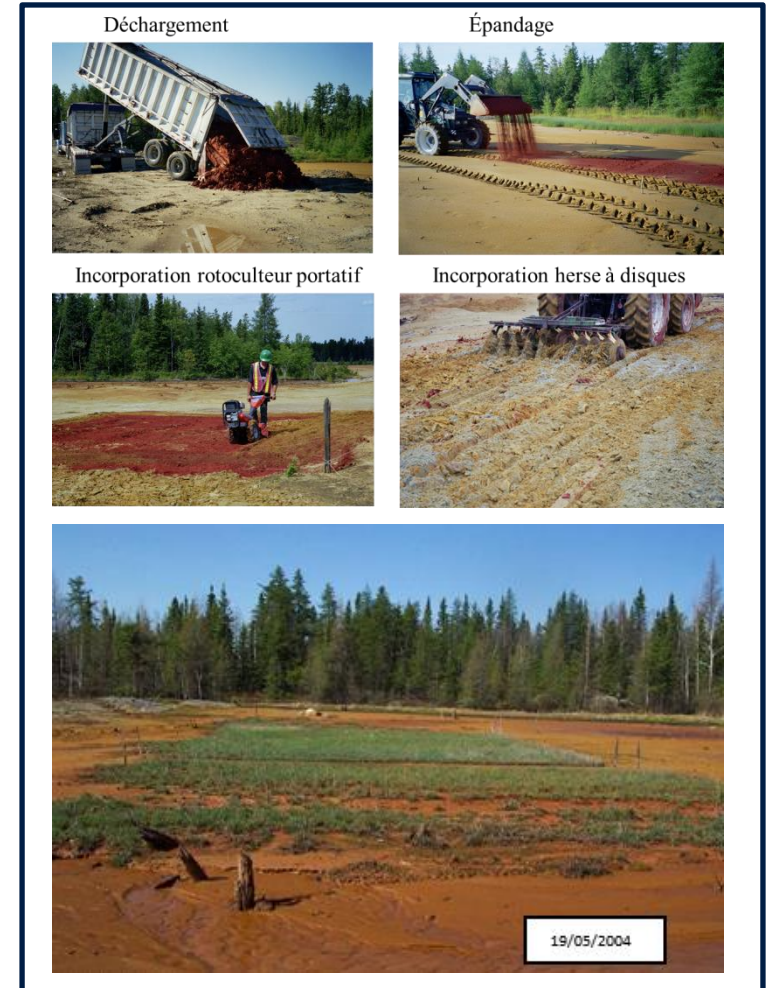 Déchargement
Épandage
Incorporation rotoculteur portatif
Incorporation herse à disques
19/05/2004